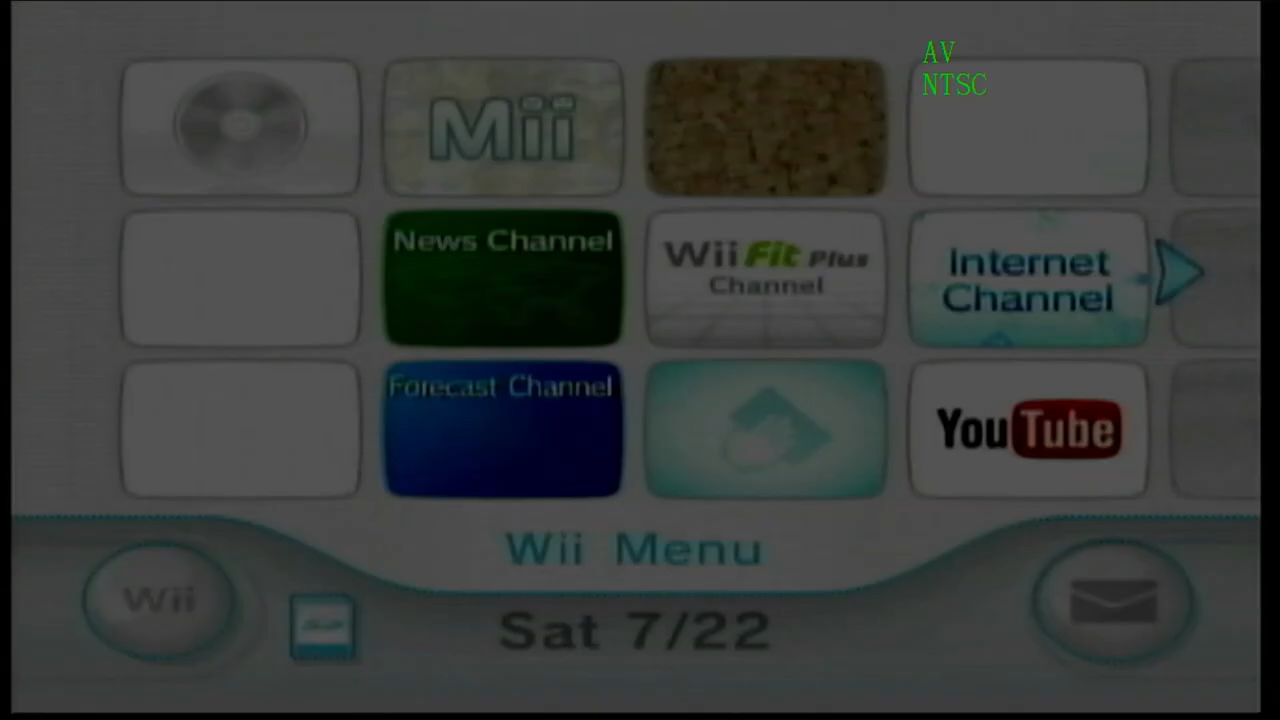 AV
NTSC
Mii
News Channel
Wii Fit Plus
Channel
Internet
Channel
Forecast Channel
YouTube
Wii Menu
Wii
Sat 7/22